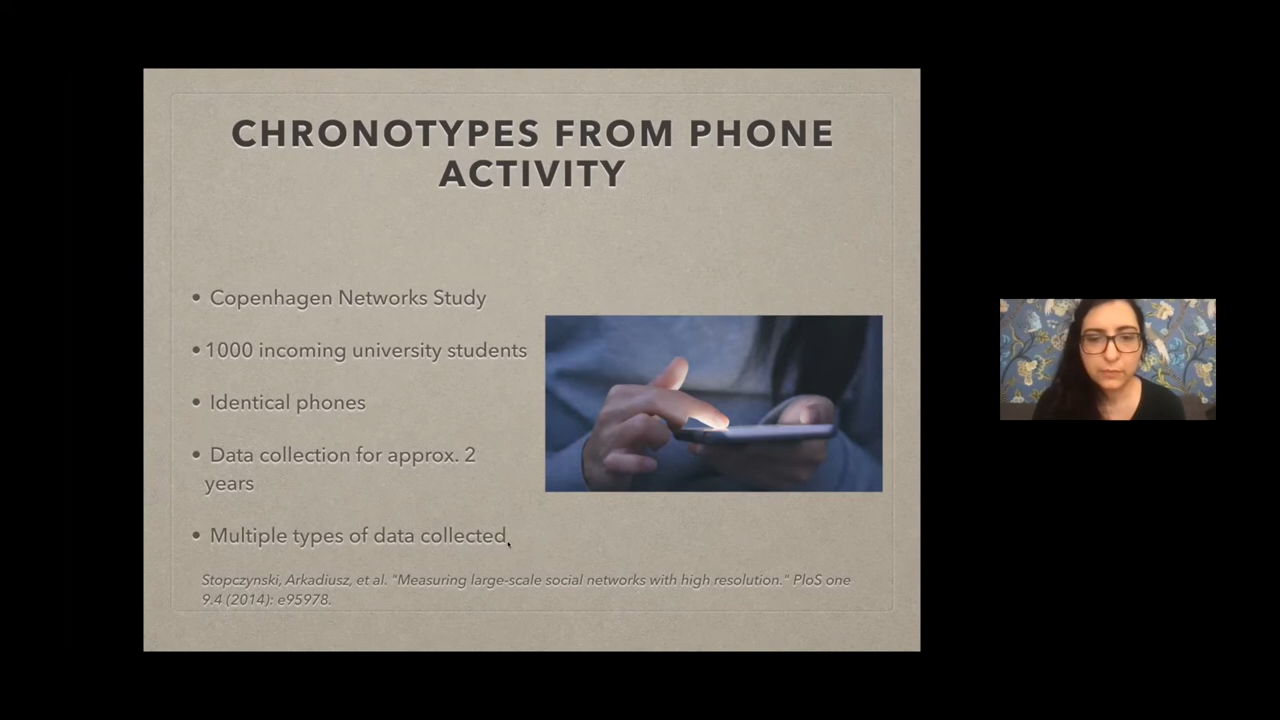 CHRONOTYPES FROM PHONE
ACTIVITY
• Copenhagen Networks Study
• 1000 incoming university students
• Identical phones
• Data collection for approx. 2
years
• Multiple types of data collected
Stopczynski, Arkadiusz, et al. "Measuring large-scale social networks with high resolution." PloS one
9.4 (2014): e95978.